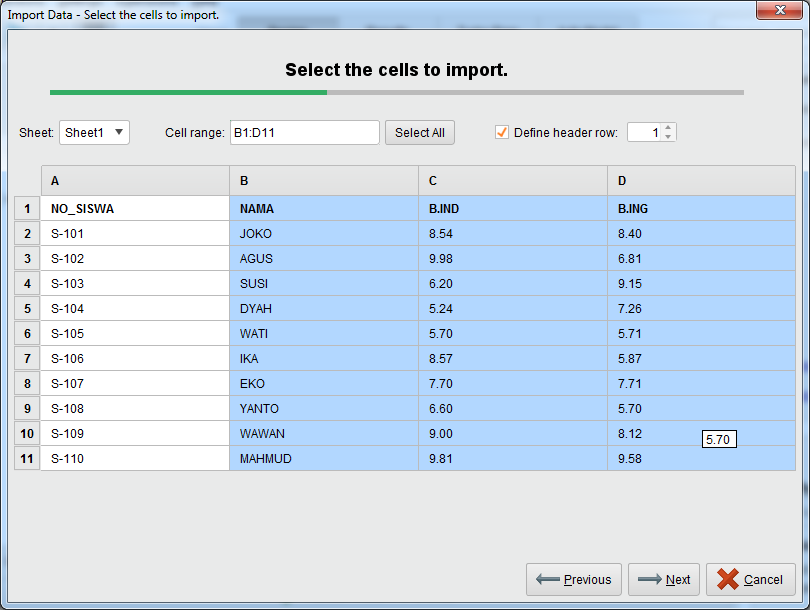 Import Data - Select the cells to import.
Select the cells to import.
Sheet: Sheet1 Cell range: B1:D11 Select All Define header row: 1
A B C D
1 NO_SISWA NAMA B.IND B.ING
2 S-101 JOKO 8.54 8.40
3 S-102 AGUS 9.98 6.81
4 S-103 SUSI 6.20 9.15
5 S-104 DYAH 5.24 7.26
6 S-105 WATI 5.70 5.71
7 S-106 IKA 8.57 5.87
8 S-107 EKO 7.70 7.71
9 S-108 YANTO 6.60 5.70
10 S-109 WAWAN 9.00 8.12
5.70
11 S-110 MAHMUD 9.81 9.58
Previous Next Cancel